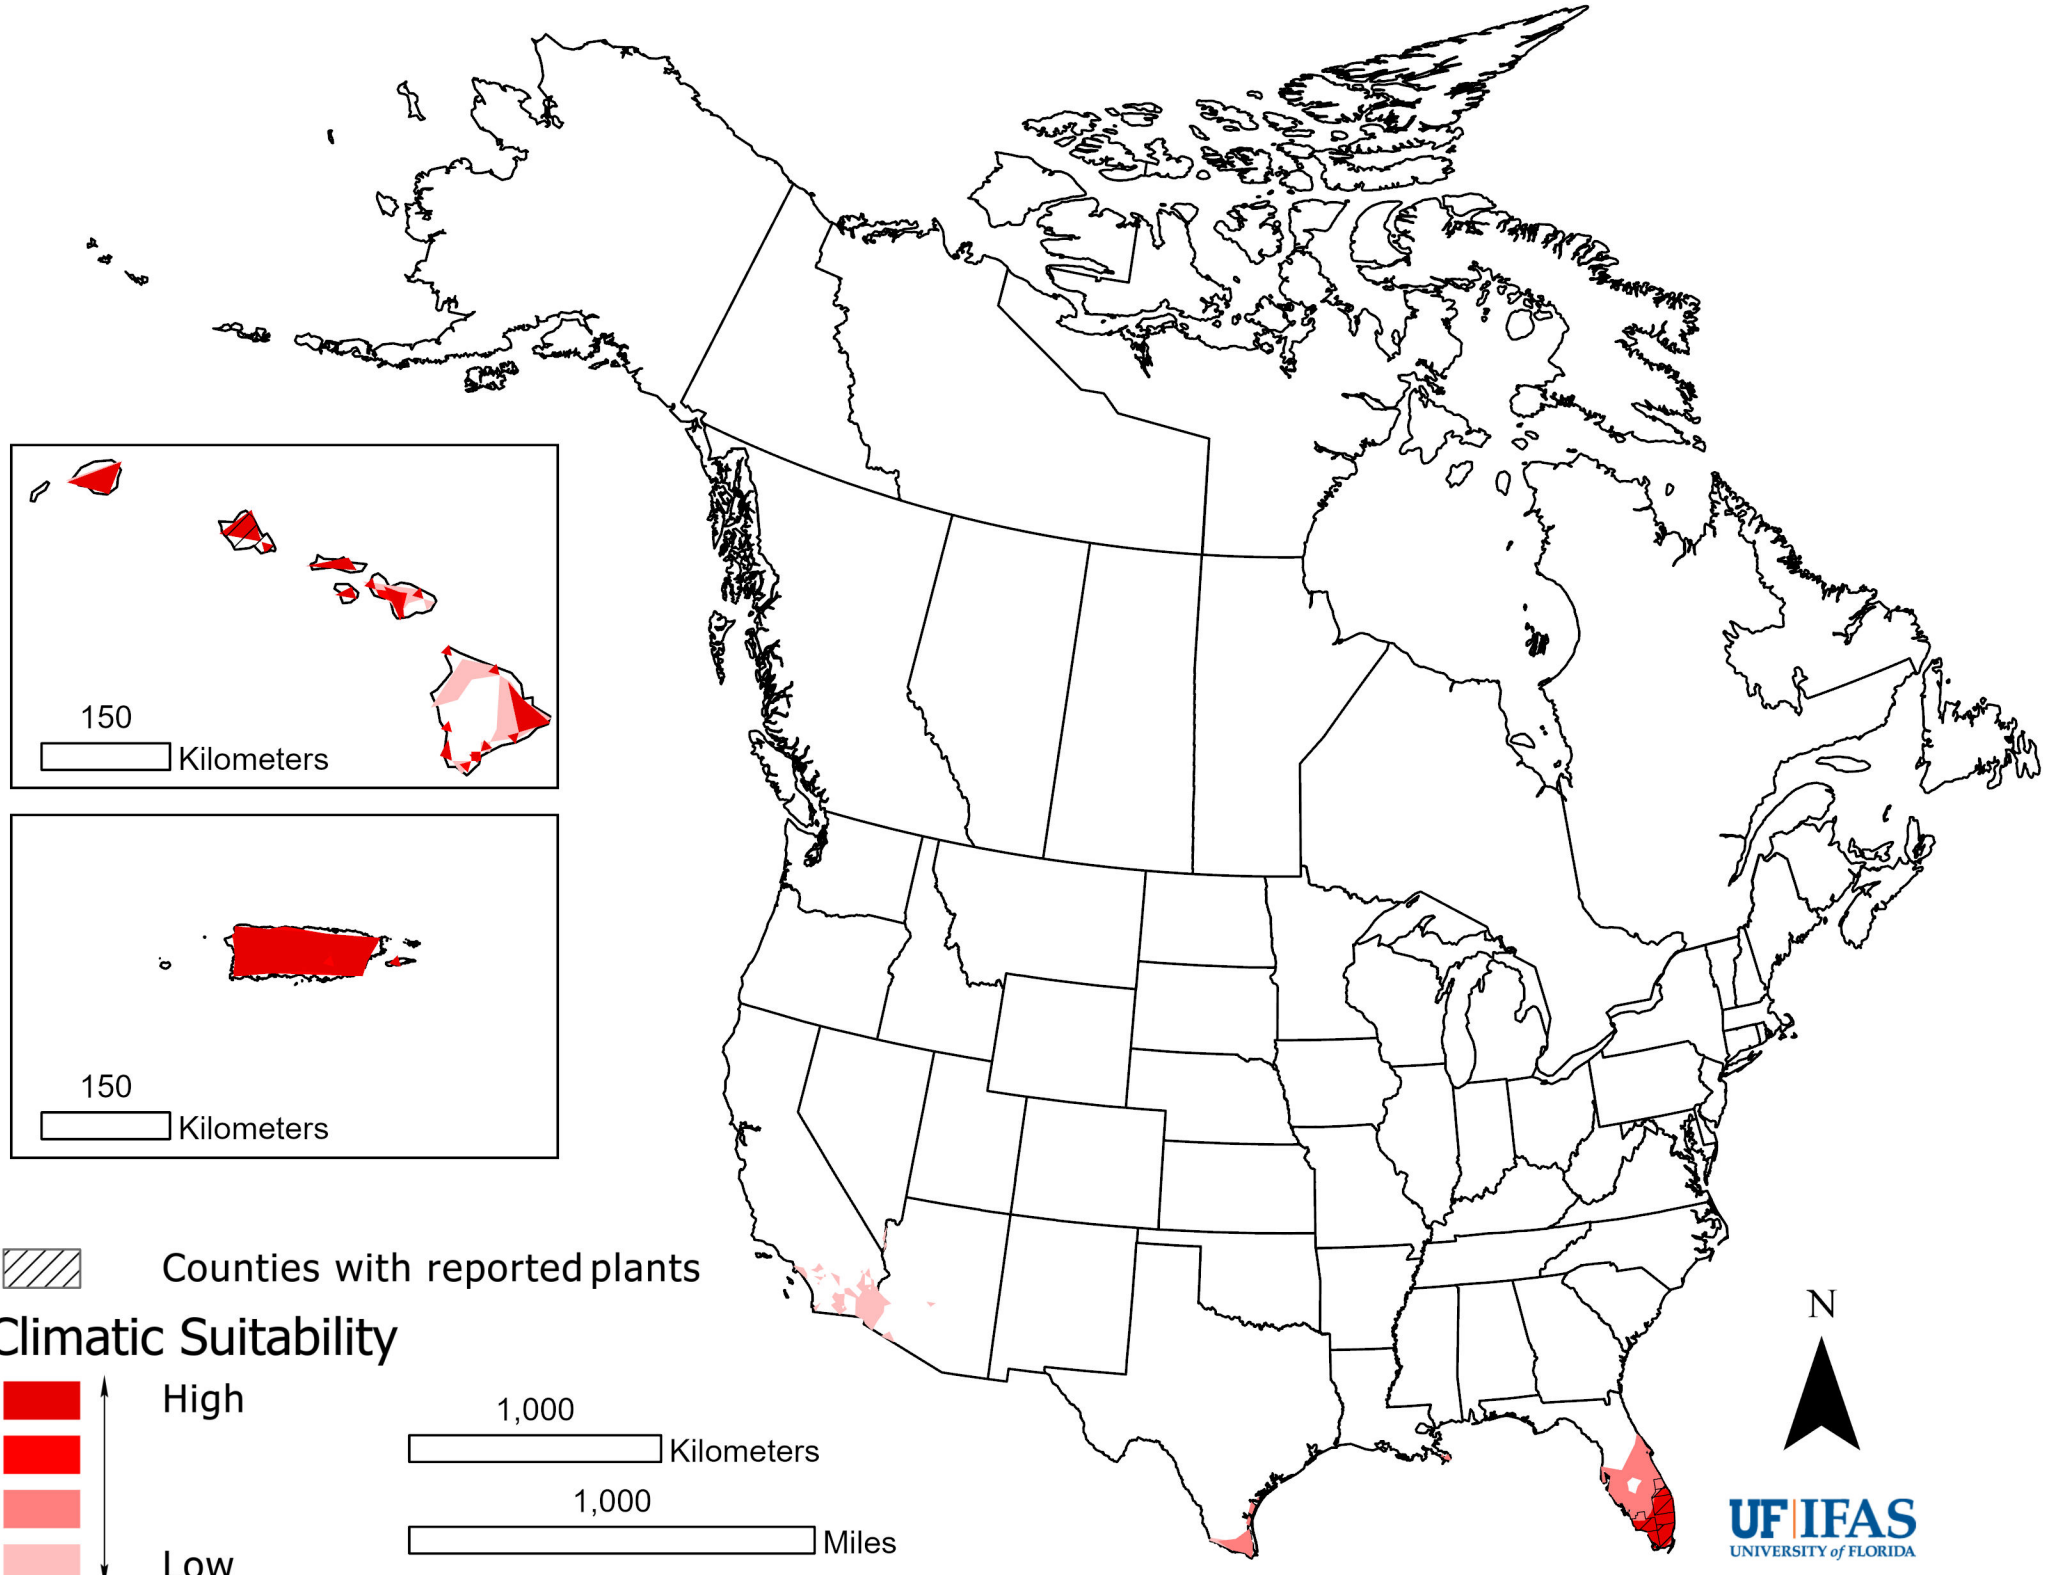 150
Kilometers
150
Kilometers
Counties with reported plants
Climatic Suitability
High
Low
1,000
Kilometers
1,000
Miles
N
UF|IFAS
UNIVERSITY of FLORIDA